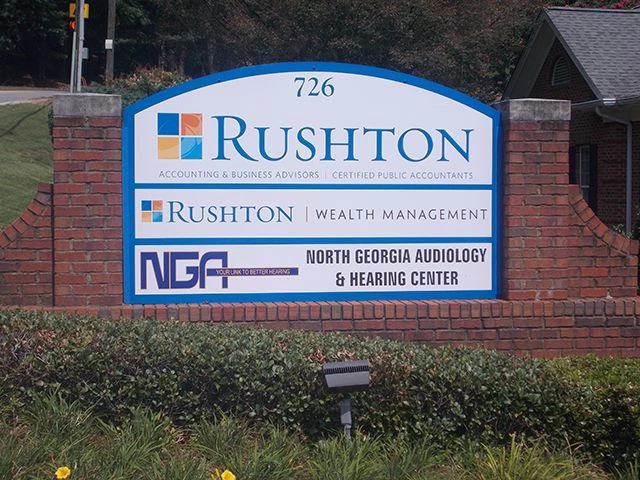 726
RUSHTON
ACCOUNTING & BUSINESS ADVISORS | CERTIFIED PUBLIC ACCOUNTANTS
RUSHTON | WEALTH MANAGEMENT
NGA YOUR LINK TO BETTER HEARING
NORTH GEORGIA AUDIOLOGY
& HEARING CENTER